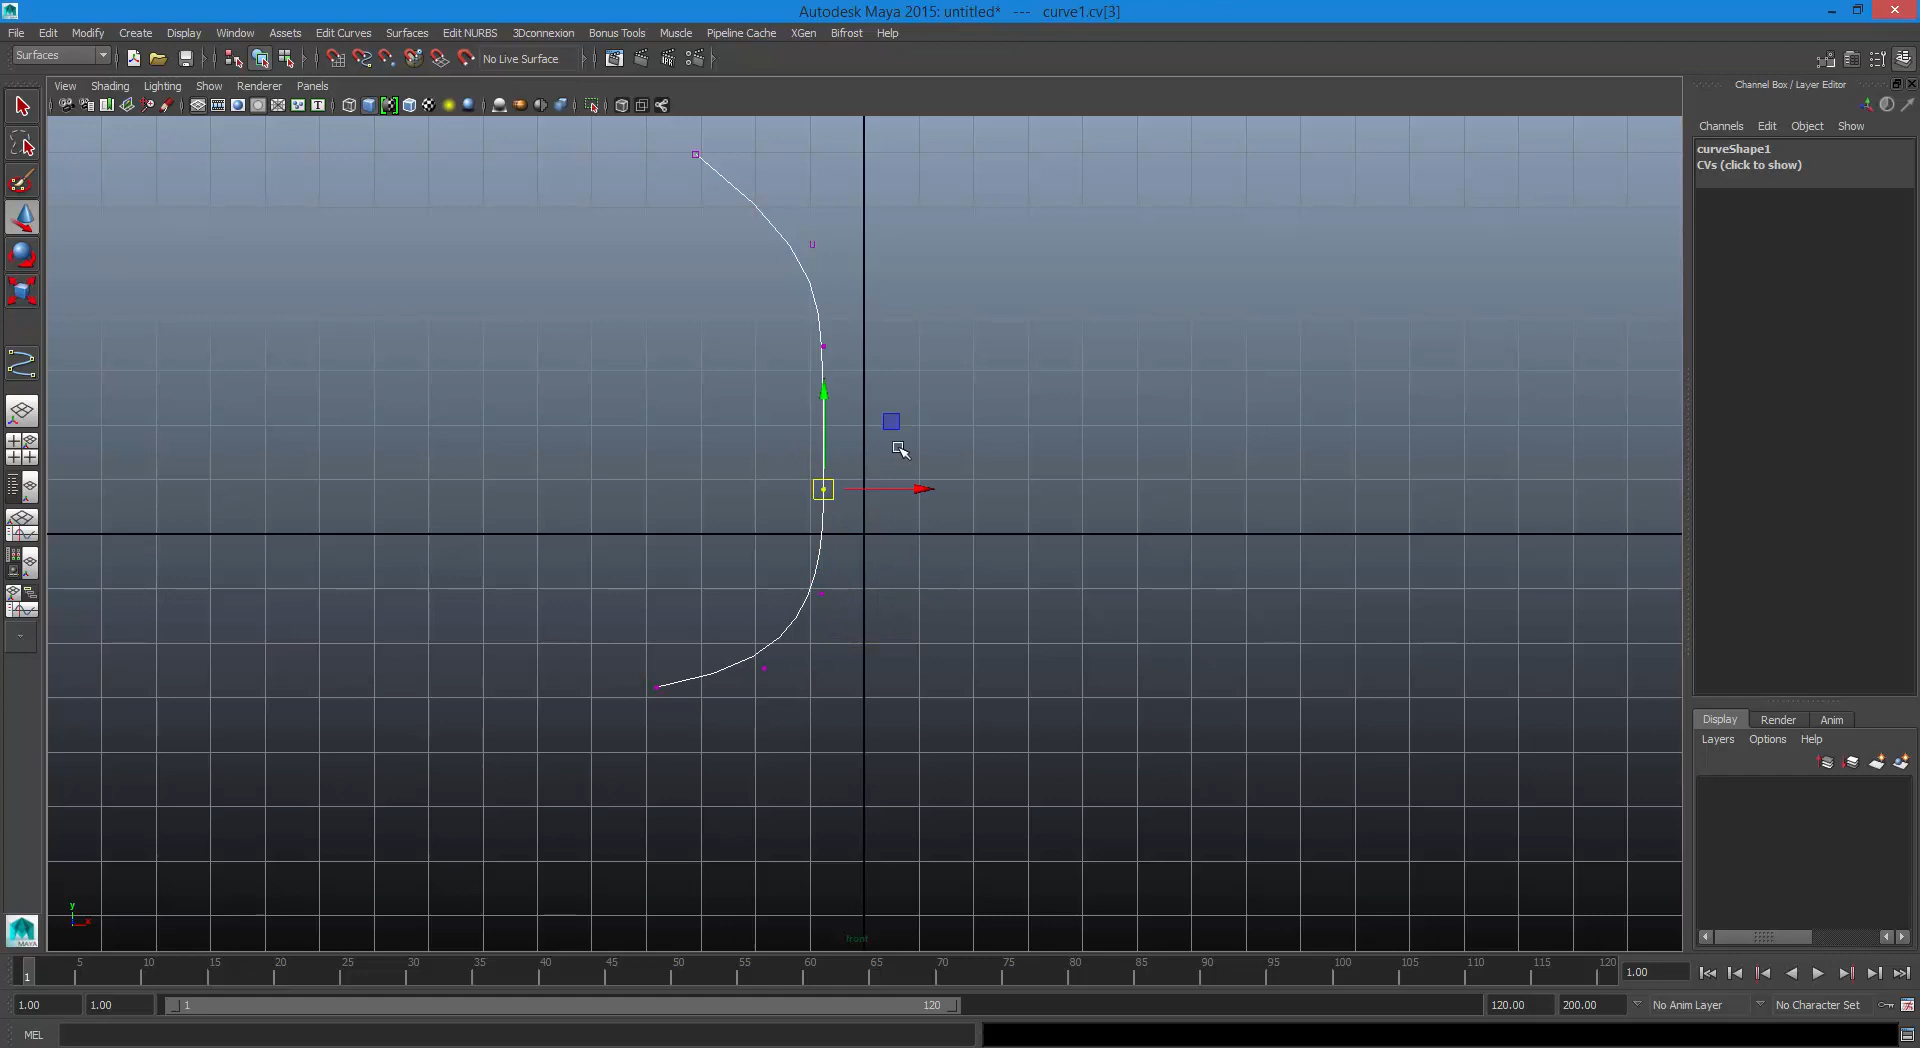 Autodesk Maya 2015: untitled*   ---   curve1.cv[3]
File Edit Modify Create Display Window Assets Edit Curves Surfaces Edit NURBS 3Dconnexion Bonus Tools Muscle Pipeline Cache XGen Bifrost Help
Surfaces No Live Surface
View Shading Lighting Show Renderer Panels
Channel Box / Layer Editor
Channels Edit Object Show
curveShape1
CVs (click to show)
Display Render Anim
Layers Options Help
y
x
front
MAYA
5 10 15 20 25 30 35 40 45 50 55 60 65 70 75 80 85 90 95 100 105 110 115 120
1 1.00
1.00 1.00 1 120 120.00 200.00 No Anim Layer No Character Set
MEL